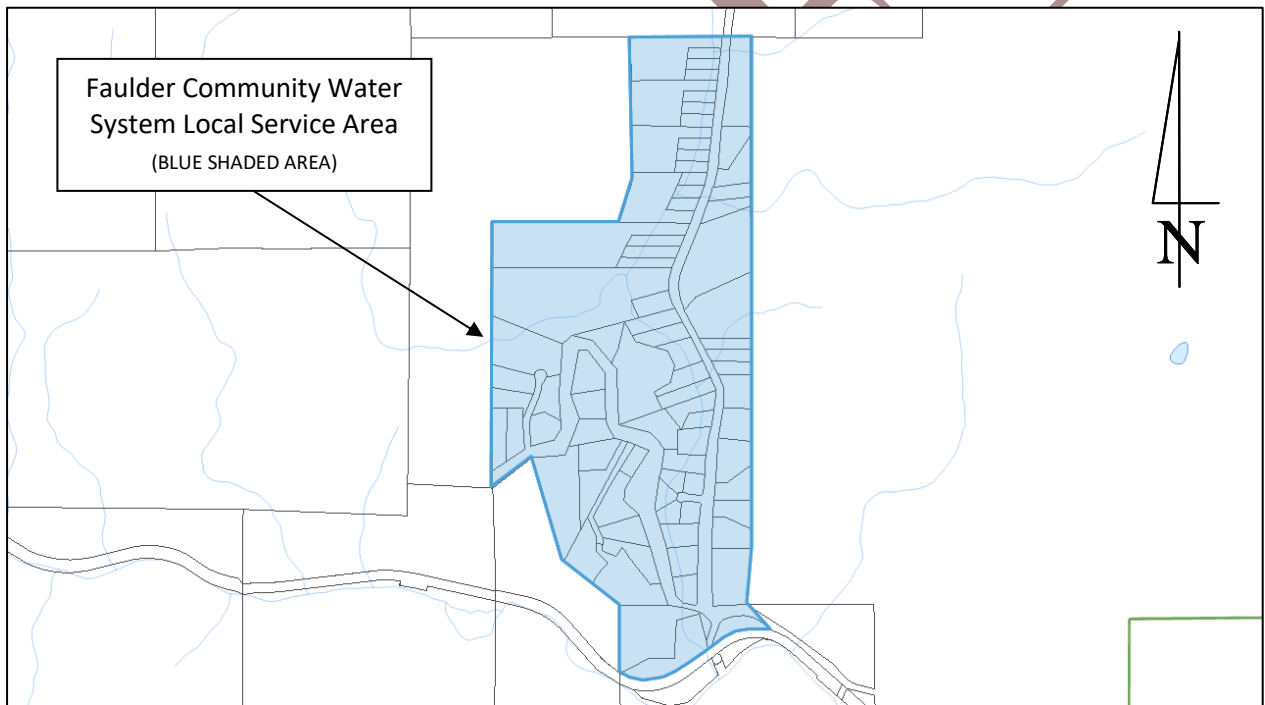 Faulder Community Water
System Local Service Area
(BLUE SHADED AREA)
N